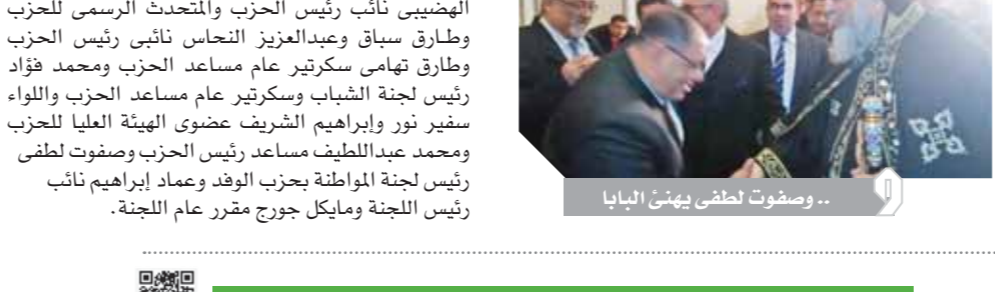 الهضيبى نائب رئيس الحزب والمتحدث الرسمى للحزب
وطارق سباق وعبدالعزيز النحاس نائبى رئيس الحزب
وطارق تهامى سكرتير عام مساعد الحزب ومحمد فؤاد
رئيس لجنة الشباب وسكرتير عام مساعد الحزب واللواء
سفير نور وإبراهيم الشريف عضوى الهيئة العليا للحزب
ومحمد عبداللطيف مساعد رئيس الحزب وصفوت لطفى
رئيس لجنة المواطنة بحزب الوفد وعماد إبراهيم نائب
رئيس اللجنة ومايكل جورج مقرر عام اللجنة.
.. وصفوت لطفى يهنئ البابا